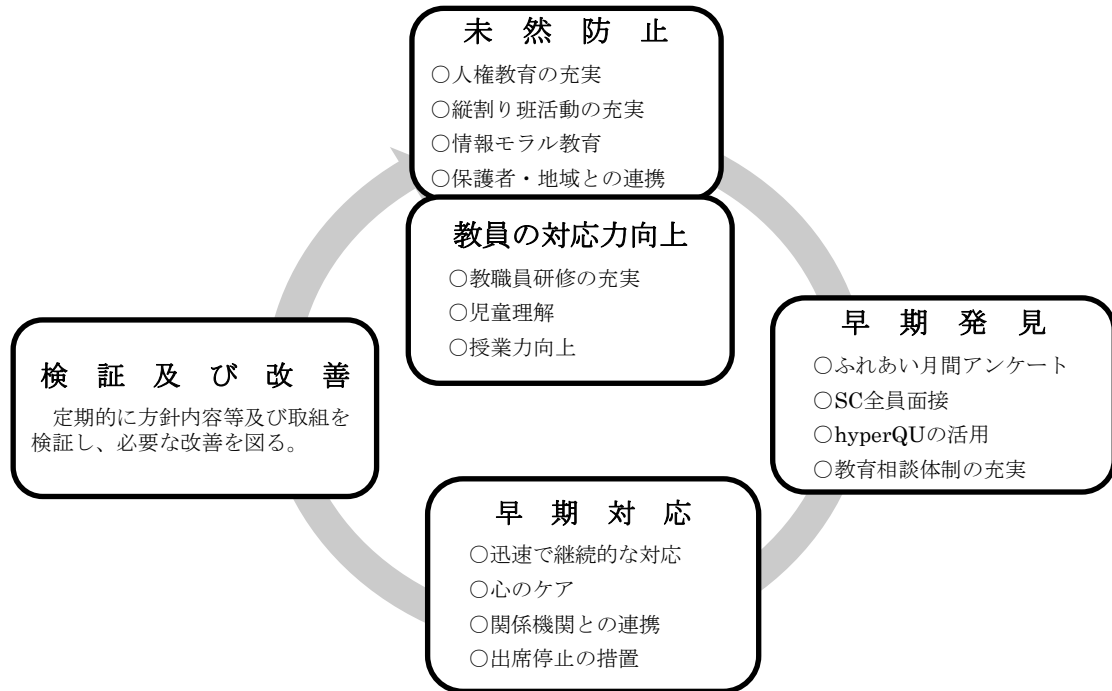 未然防止
○人権教育の充実
○縦割り班活動の充実
○情報モラル教育
○保護者・地域との連携
教員の対応力向上
○教職員研修の充実
○児童理解
○授業力向上
早期発見
○ふれあい月間アンケート
○SC全員面接
○hyperQUの活用
○教育相談体制の充実
早期対応
○迅速で継続的な対応
○心のケア
○関係機関との連携
○出席停止の措置
検証及び改善
定期的に方針内容等及び取組を
検証し、必要な改善を図る。